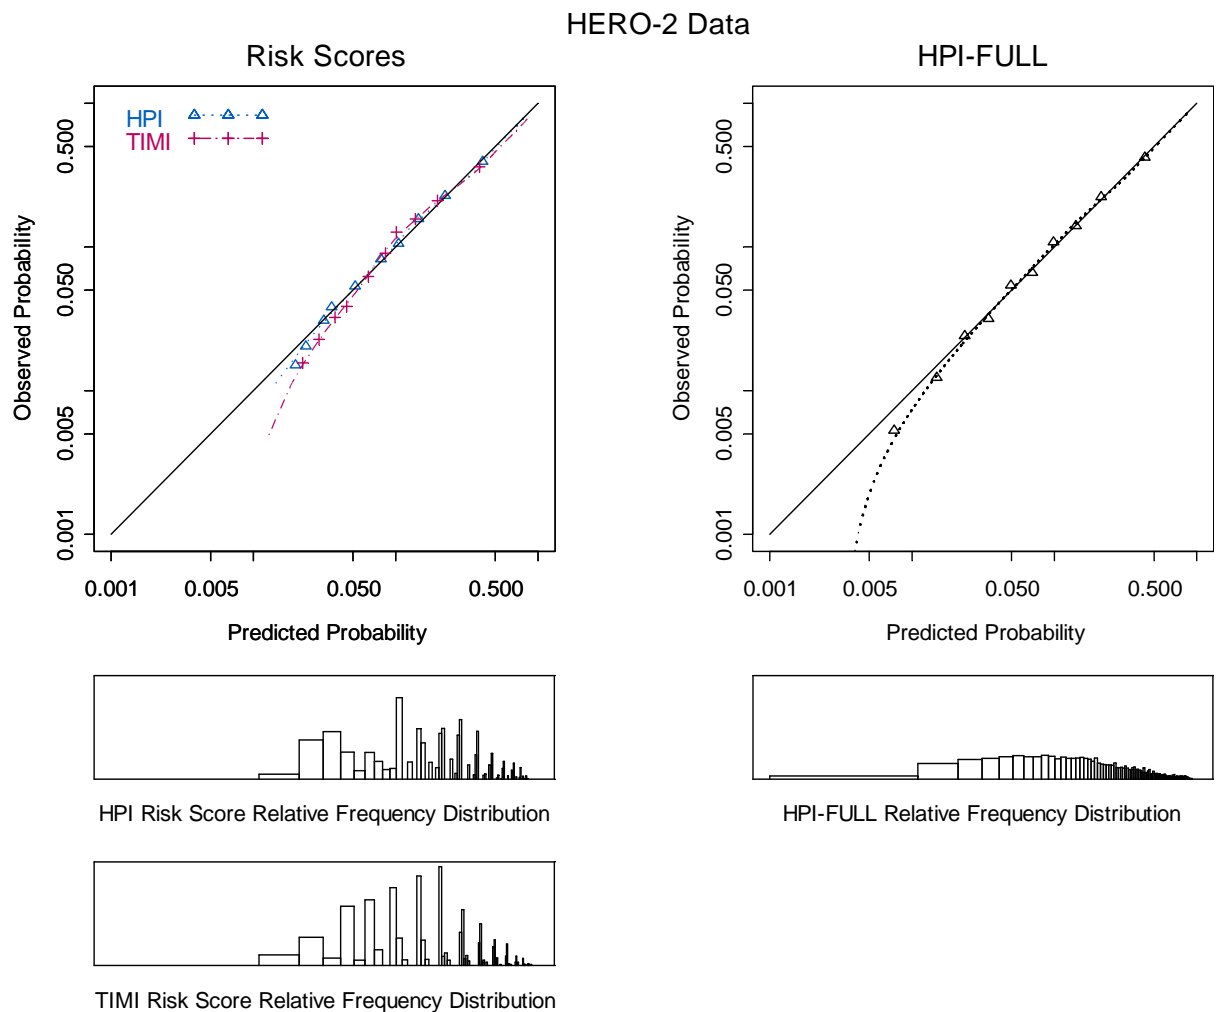 HERO-2 Data
Risk Scores
HPI
TIMI
Observed Probability
0.500
0.050
0.005
0.001
0.001 0.005 0.050 0.500
Predicted Probability
HPI Risk Score Relative Frequency Distribution
TIMI Risk Score Relative Frequency Distribution
HPI-FULL
Observed Probability
0.500
0.050
0.005
0.001
0.001 0.005 0.050 0.500
Predicted Probability
HPI-FULL Relative Frequency Distribution